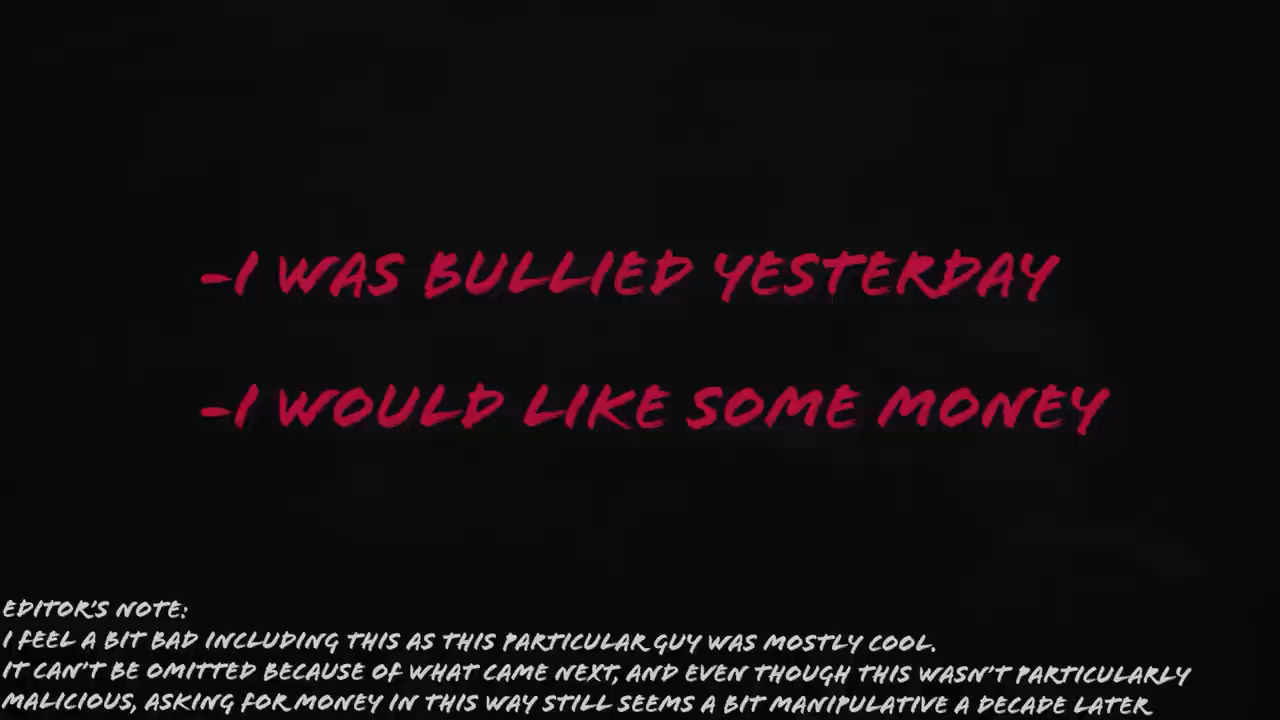 -I WAS BULLIED YESTERDAY
-I WOULD LIKE SOME MONEY
EDITOR'S NOTE:
I FEEL A BIT BAD INCLUDING THIS AS THIS PARTICULAR GUY WAS MOSTLY COOL.
IT CAN'T BE OMITTED BECAUSE OF WHAT CAME NEXT, AND EVEN THOUGH THIS WASN'T PARTICULARLY
MALICIOUS, ASKING FOR MONEY IN THIS WAY STILL SEEMS A BIT MANIPULATIVE A DECADE LATER